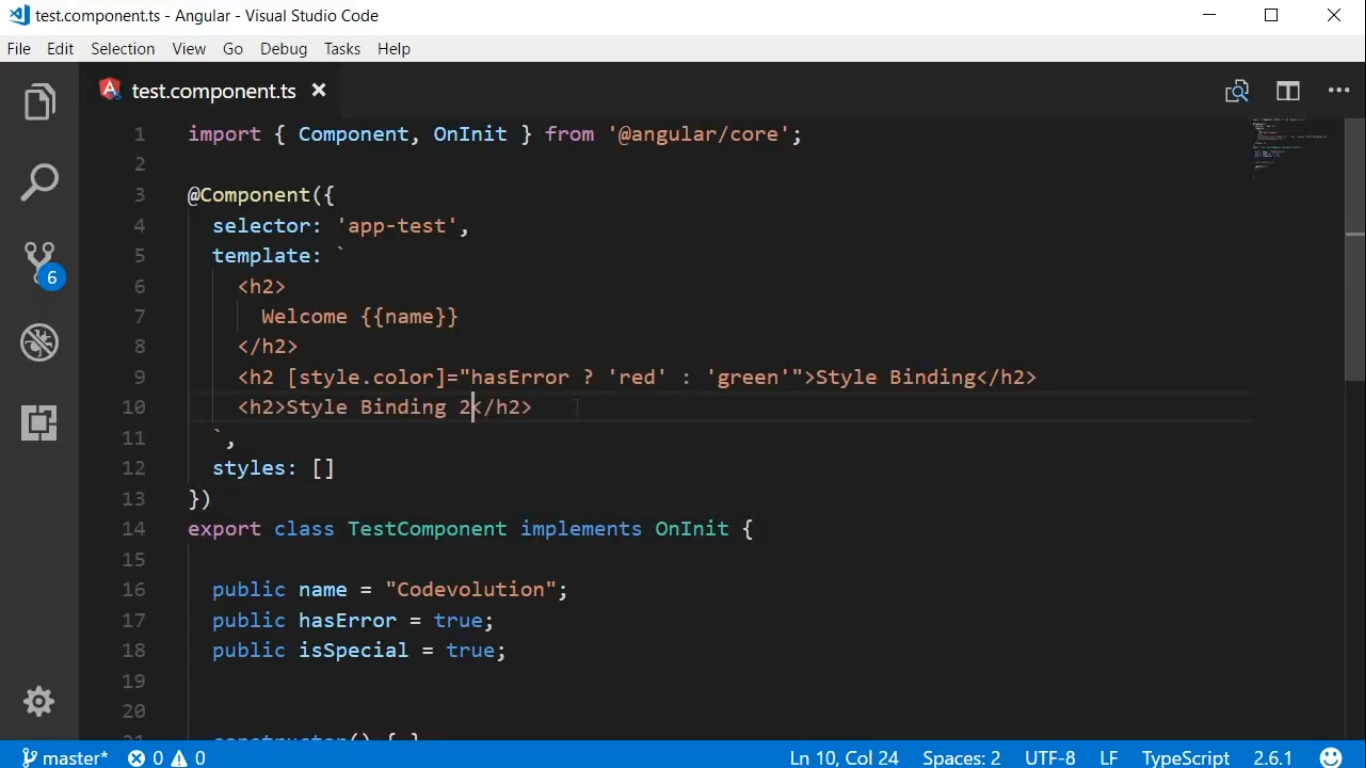 test.component.ts - Angular - Visual Studio Code
File Edit Selection View Go Debug Tasks Help
test.component.ts
1 import { Component, OnInit } from '@angular/core';
2
3 @Component({
4 selector: 'app-test',
5 template: `
6 <h2>
7 Welcome {{name}}
8 </h2>
9 <h2 [style.color]="hasError ? 'red' : 'green'">Style Binding</h2>
10 <h2>Style Binding 2</h2>
11 `,
12 styles: []
13 })
14 export class TestComponent implements OnInit {
15
16 public name = "Codevolution";
17 public hasError = true;
18 public isSpecial = true;
19
20
21 constructor() { }
6
master* 0 0 Ln 10, Col 24 Spaces: 2 UTF-8 LF TypeScript 2.6.1